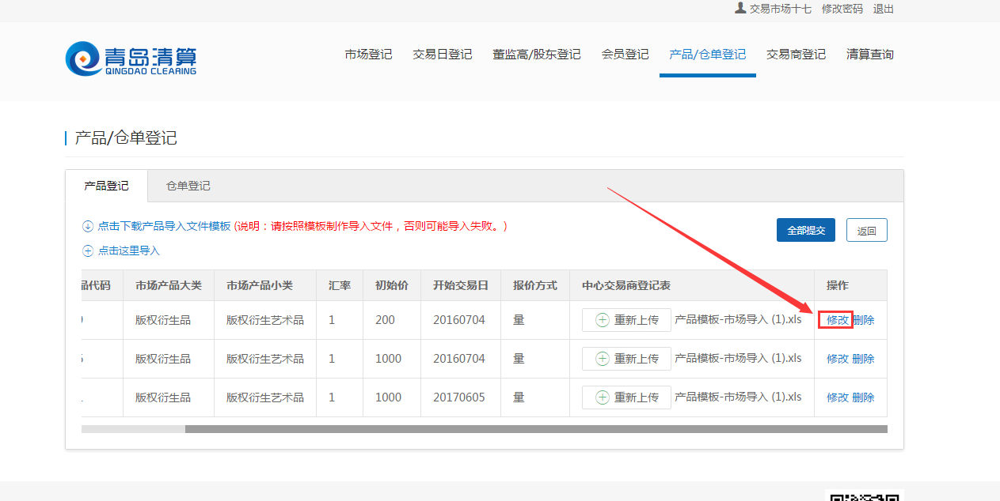 交易市场十七 修改密码 退出
青岛清算
QINGDAO CLEARING
市场登记 交易日登记 董监高/股东登记 会员登记 产品/仓单登记 交易商登记 清算查询
产品/仓单登记
产品登记 仓单登记
点击下载产品导入文件模板 (说明：请按照模板制作导入文件，否则可能导入失败。)
全部提交 返回
点击这里导入
品代码 市场产品大类 市场产品小类 汇率 初始价 开始交易日 报价方式 中心交易商登记表 操作
版权衍生品 版权衍生艺术品 1 200 20160704 量 重新上传 产品模板-市场导入 (1).xls 修改 删除
版权衍生品 版权衍生艺术品 1 1000 20160704 量 重新上传 产品模板-市场导入 (1).xls 修改 删除
版权衍生品 版权衍生艺术品 1 1000 20170605 量 重新上传 产品模板-市场导入 (1).xls 修改 删除